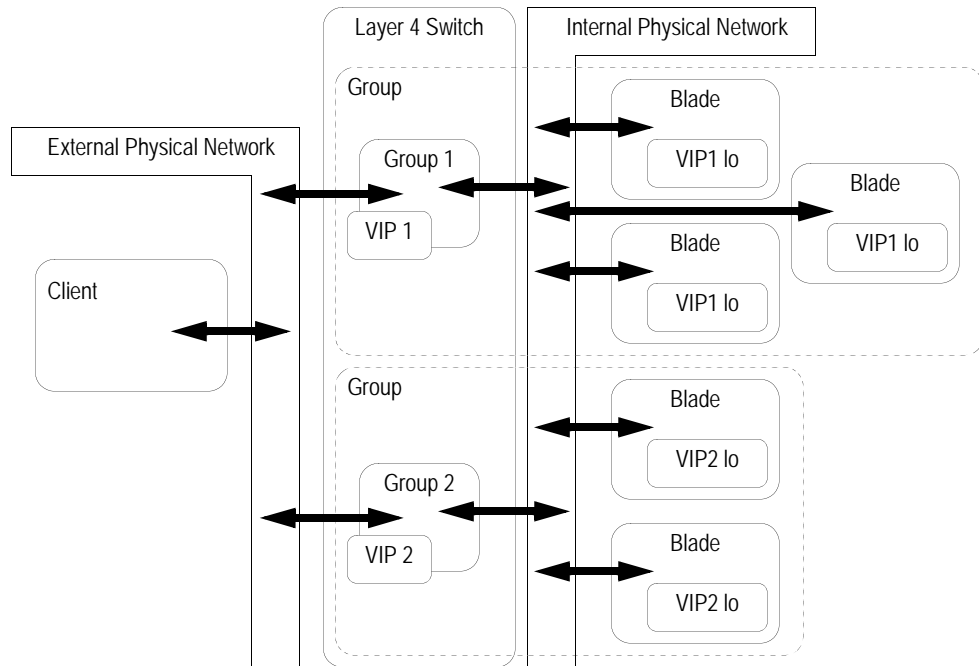 Layer 4 Switch
Internal Physical Network
Group
Blade
VIP1 lo
External Physical Network
Group 1
VIP 1
Blade
VIP1 lo
Blade
VIP1 lo
Client
Group
Blade
VIP2 lo
Group 2
VIP 2
Blade
VIP2 lo